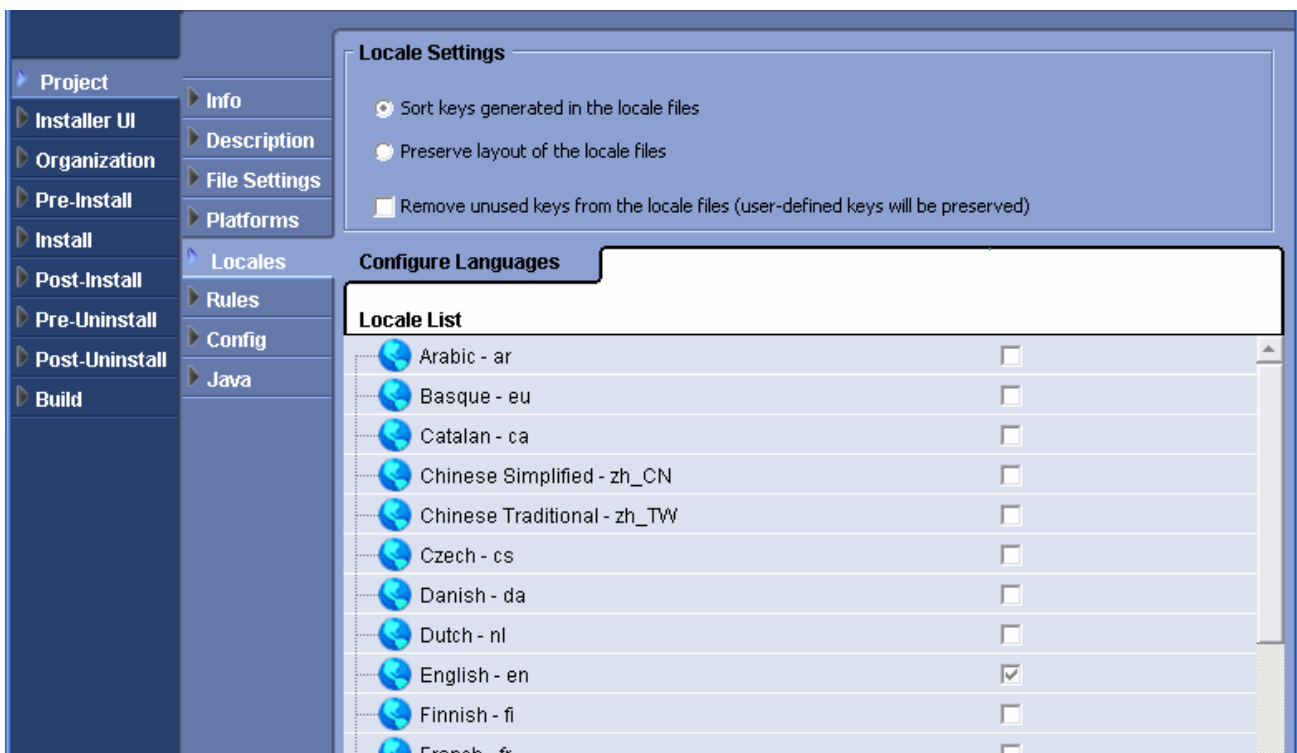 Project
Installer UI
Organization
Pre-Install
Install
Post-Install
Pre-Uninstall
Post-Uninstall
Build
Info
Description
File Settings
Platforms
Locales
Rules
Config
Java
Locale Settings
Sort keys generated in the locale files
Preserve layout of the locale files
Remove unused keys from the locale files (user-defined keys will be preserved)
Configure Languages
Locale List
Arabic - ar
Basque - eu
Catalan - ca
Chinese Simplified - zh_CN
Chinese Traditional - zh_TW
Czech - cs
Danish - da
Dutch - nl
English - en
Finnish - fi
French - fr